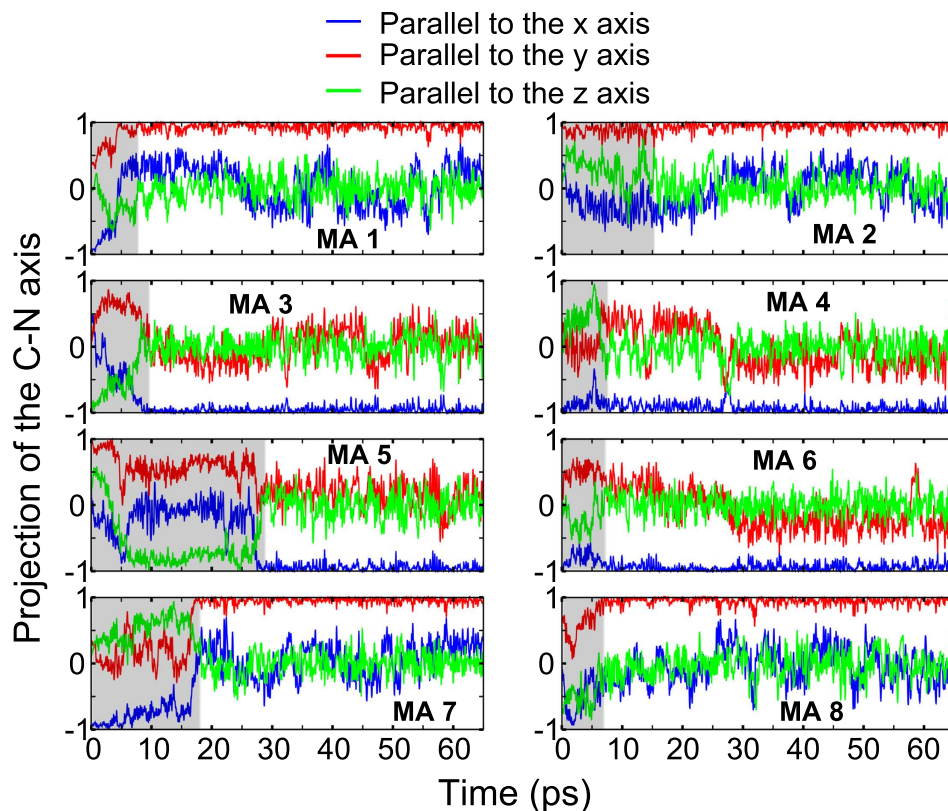 Parallel to the x axis
Parallel to the y axis
Parallel to the z axis
Projection of the C-N axis
1
0
-1
MA 1
1
0
-1
MA 2
1
0
-1
MA 3
1
0
-1
MA 4
1
0
-1
MA 5
1
0
-1
MA 6
1
0
-1
MA 7
1
0
-1
MA 8
0 10 20 30 40 50 60
0 10 20 30 40 50 60
Time (ps)